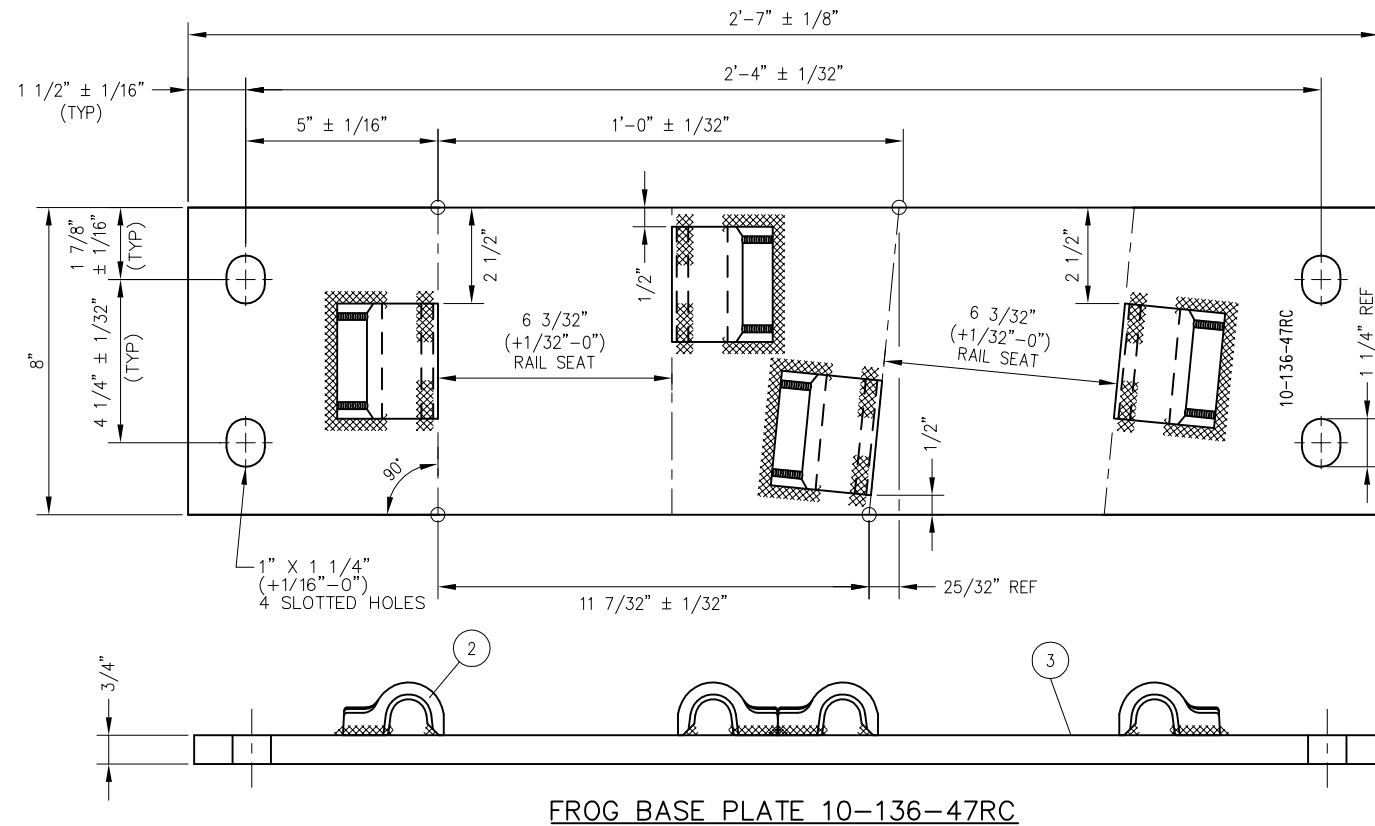 2'-7" ± 1/8"
2'-4" ± 1/32"
1 1/2" ± 1/16"
(TYP)
5" ± 1/16"
1'-0" ± 1/32"
1 7/8"
± 1/16"
(TYP)
2 1/2"
1/2"
2 1/2"
8"
4 1/4" ± 1/32"
(TYP)
6 3/32"
(+1/32"-0)
RAIL SEAT
6 3/32"
(+1/32"-0)
RAIL SEAT
10-136-47RC
1 1/4" REF
90°
1/2"
1" X 1 1/4"
(+1/16"-0")
4 SLOTTED HOLES
11 7/32" ± 1/32"
25/32" REF
3/4"
2
3
FROG BASE PLATE 10-136-47RC